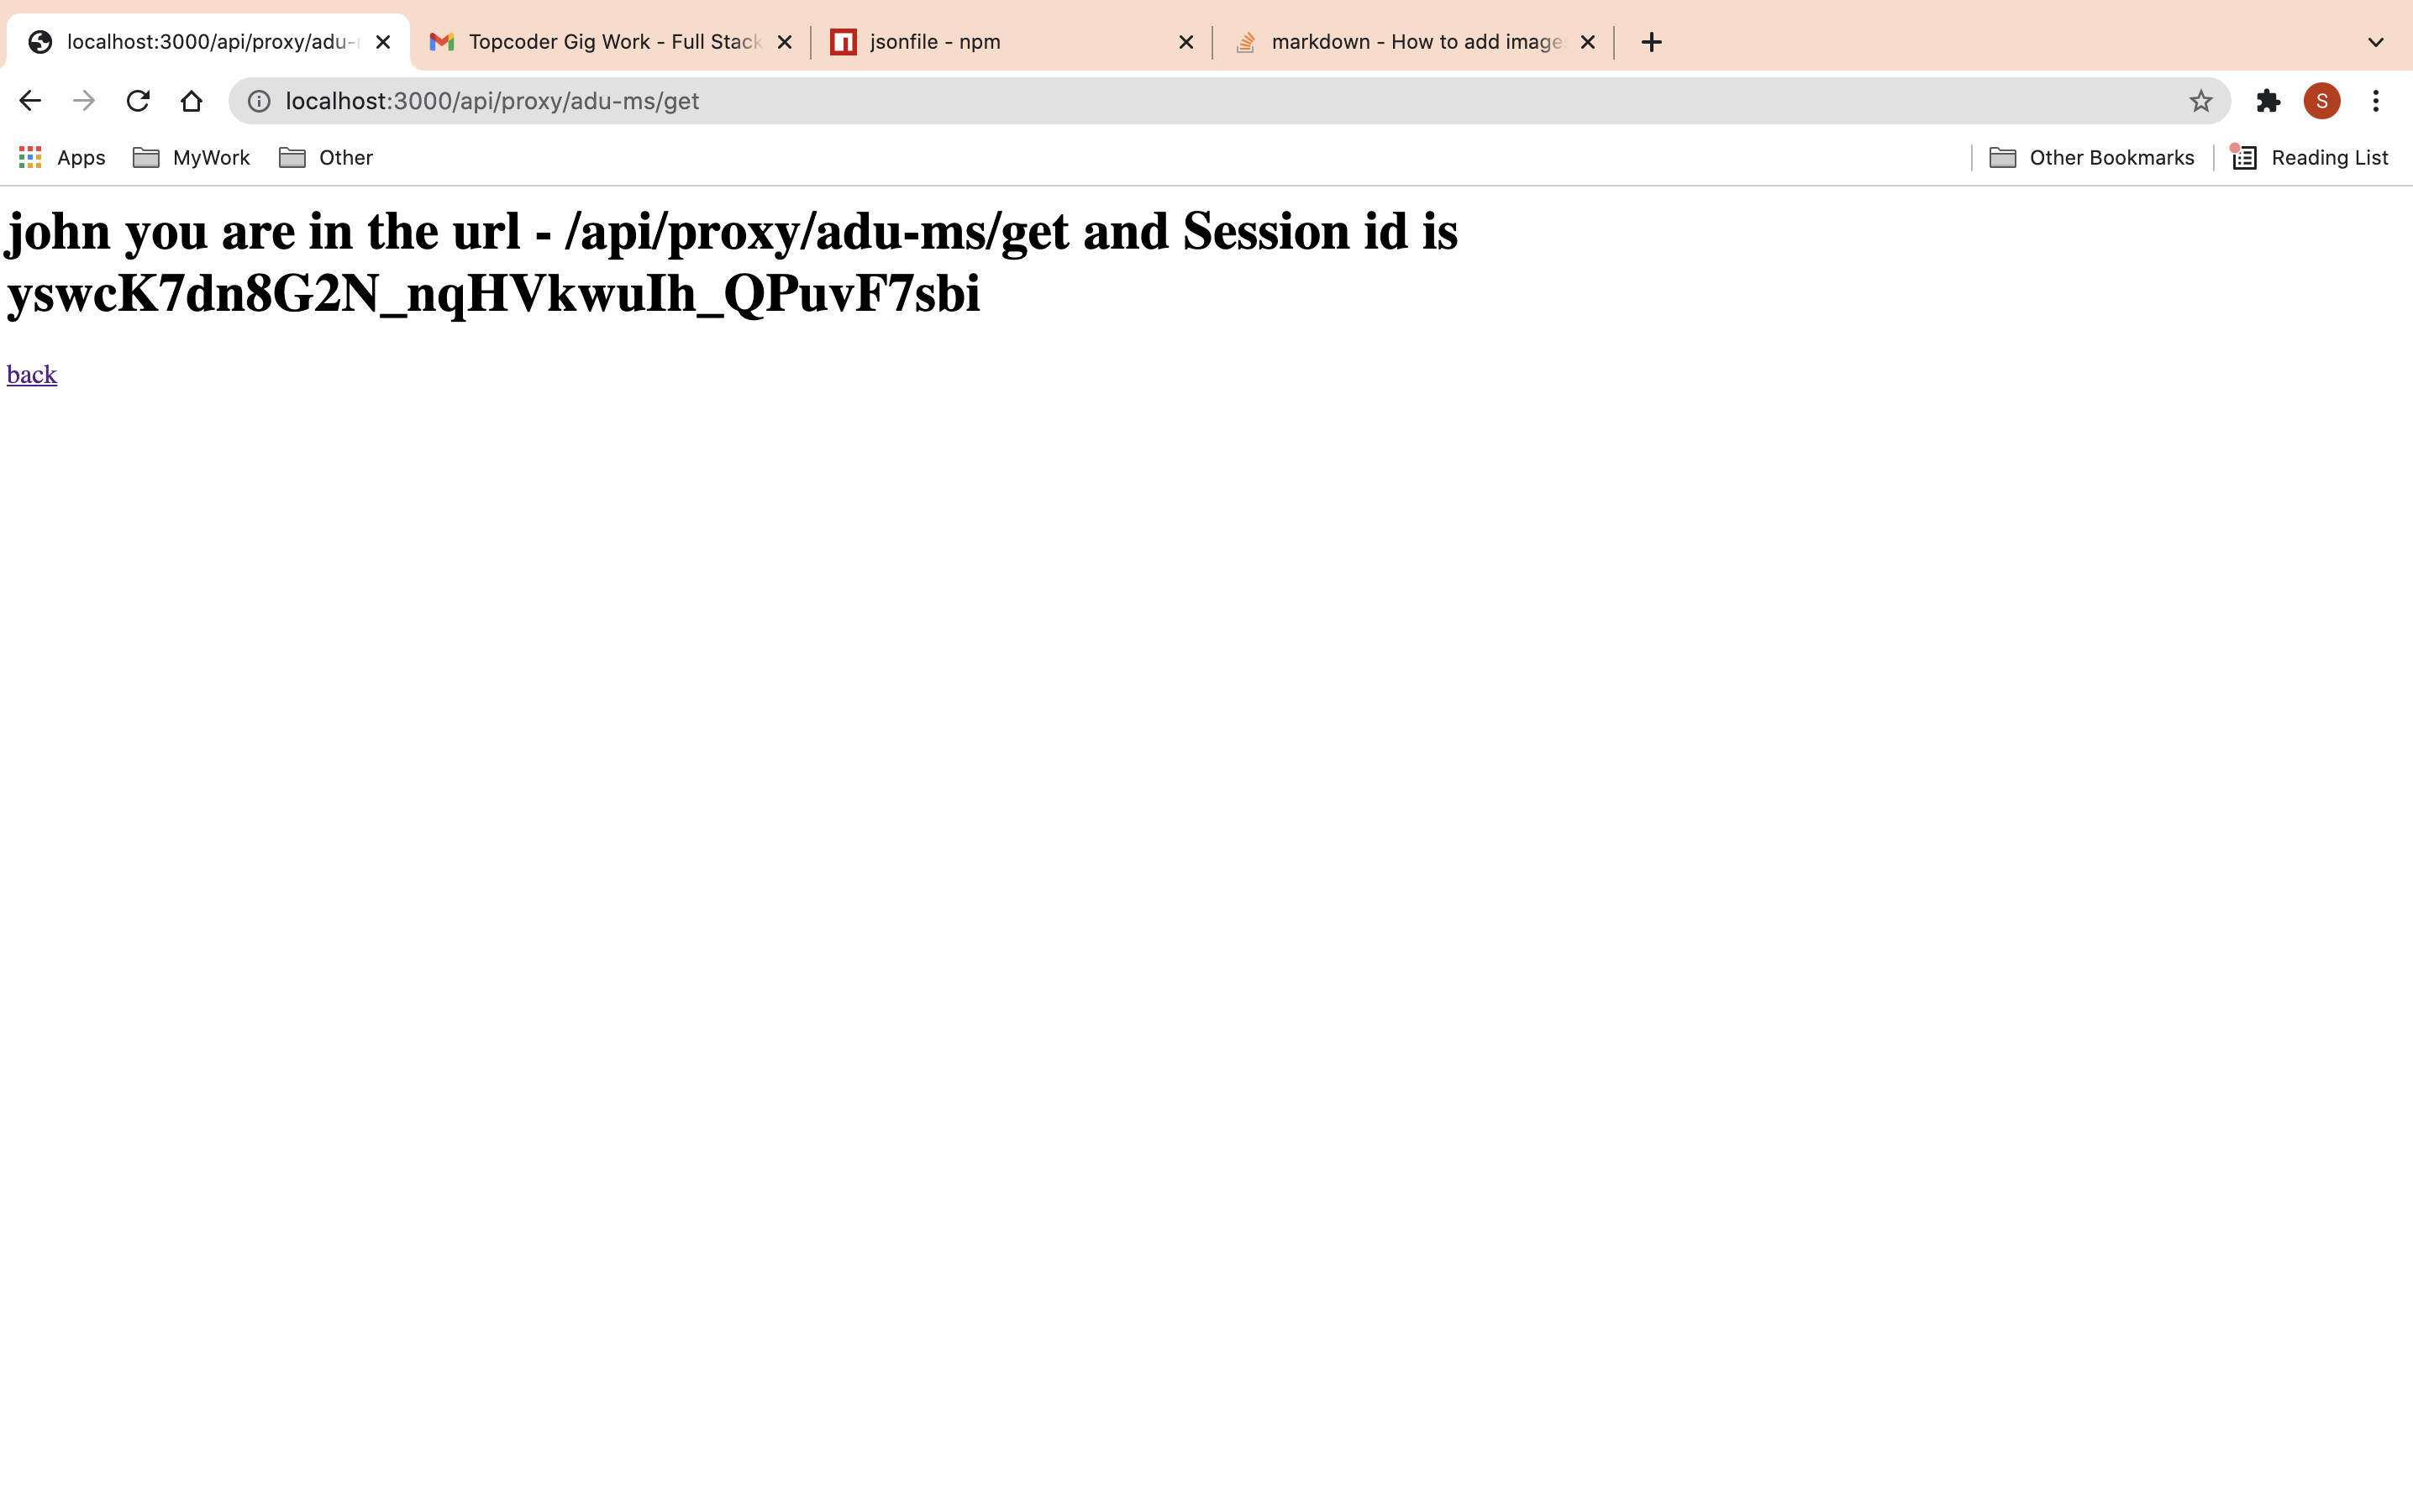 localhost:3000/api/proxy/adu-
Topcoder Gig Work - Full Stack
jsonfile - npm
markdown - How to add image
localhost:3000/api/proxy/adu-ms/get
S
Apps
MyWork
Other
Other Bookmarks
Reading List
john you are in the url - /api/proxy/adu-ms/get and Session id is
yswcK7dn8G2N_nqHVkwuIh_QPuvF7sbi
back